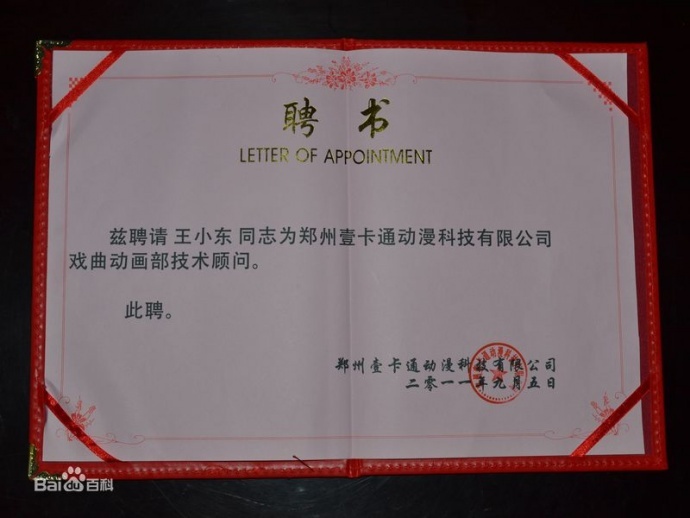 聘书
LETTER OF APPOINTMENT
兹聘请 王小东 同志为郑州壹卡通动漫科技有限公司
戏曲动画部技术顾问。
此聘。
郑州壹卡通动漫科技有限公司
二零一一年九月五日
Baidu百科